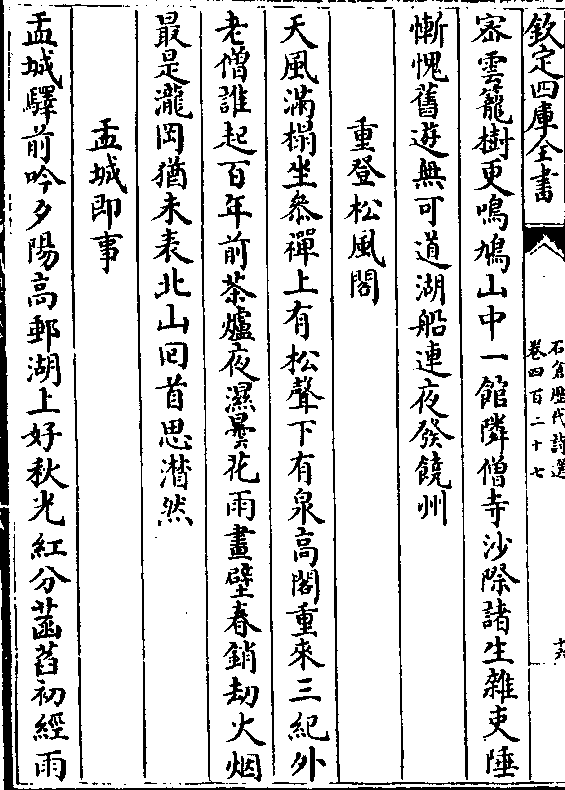 欽定四庫全書
石倉歷代詩選
卷四百二十七
密雲籠樹更鳴鳩山中一館隣僧寺沙際諸生雜吏陲
慚愧舊遊無可道湖船連夜發饒州
重登松風閣
天風滿榻坐叅禪上有松聲下有泉高閣重來三紀外
老僧誰起百年前茶爐夜濕曇花雨畫壁春銷劫火烟
最是瀧岡猶未表北山回首思潸然
盂城即事
盂城驛前吟夕陽高郵湖上好秋光紅分菡萏初經雨